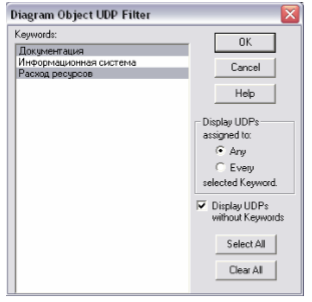 Diagram Object UDP Filter
Keywords:
Документация
Информационная система
Расход ресурсов
OK
Cancel
Help
Display UDPs
assigned to:
Any
Every
selected Keyword.
Display UDPs
without Keywords
Select All
Clear All